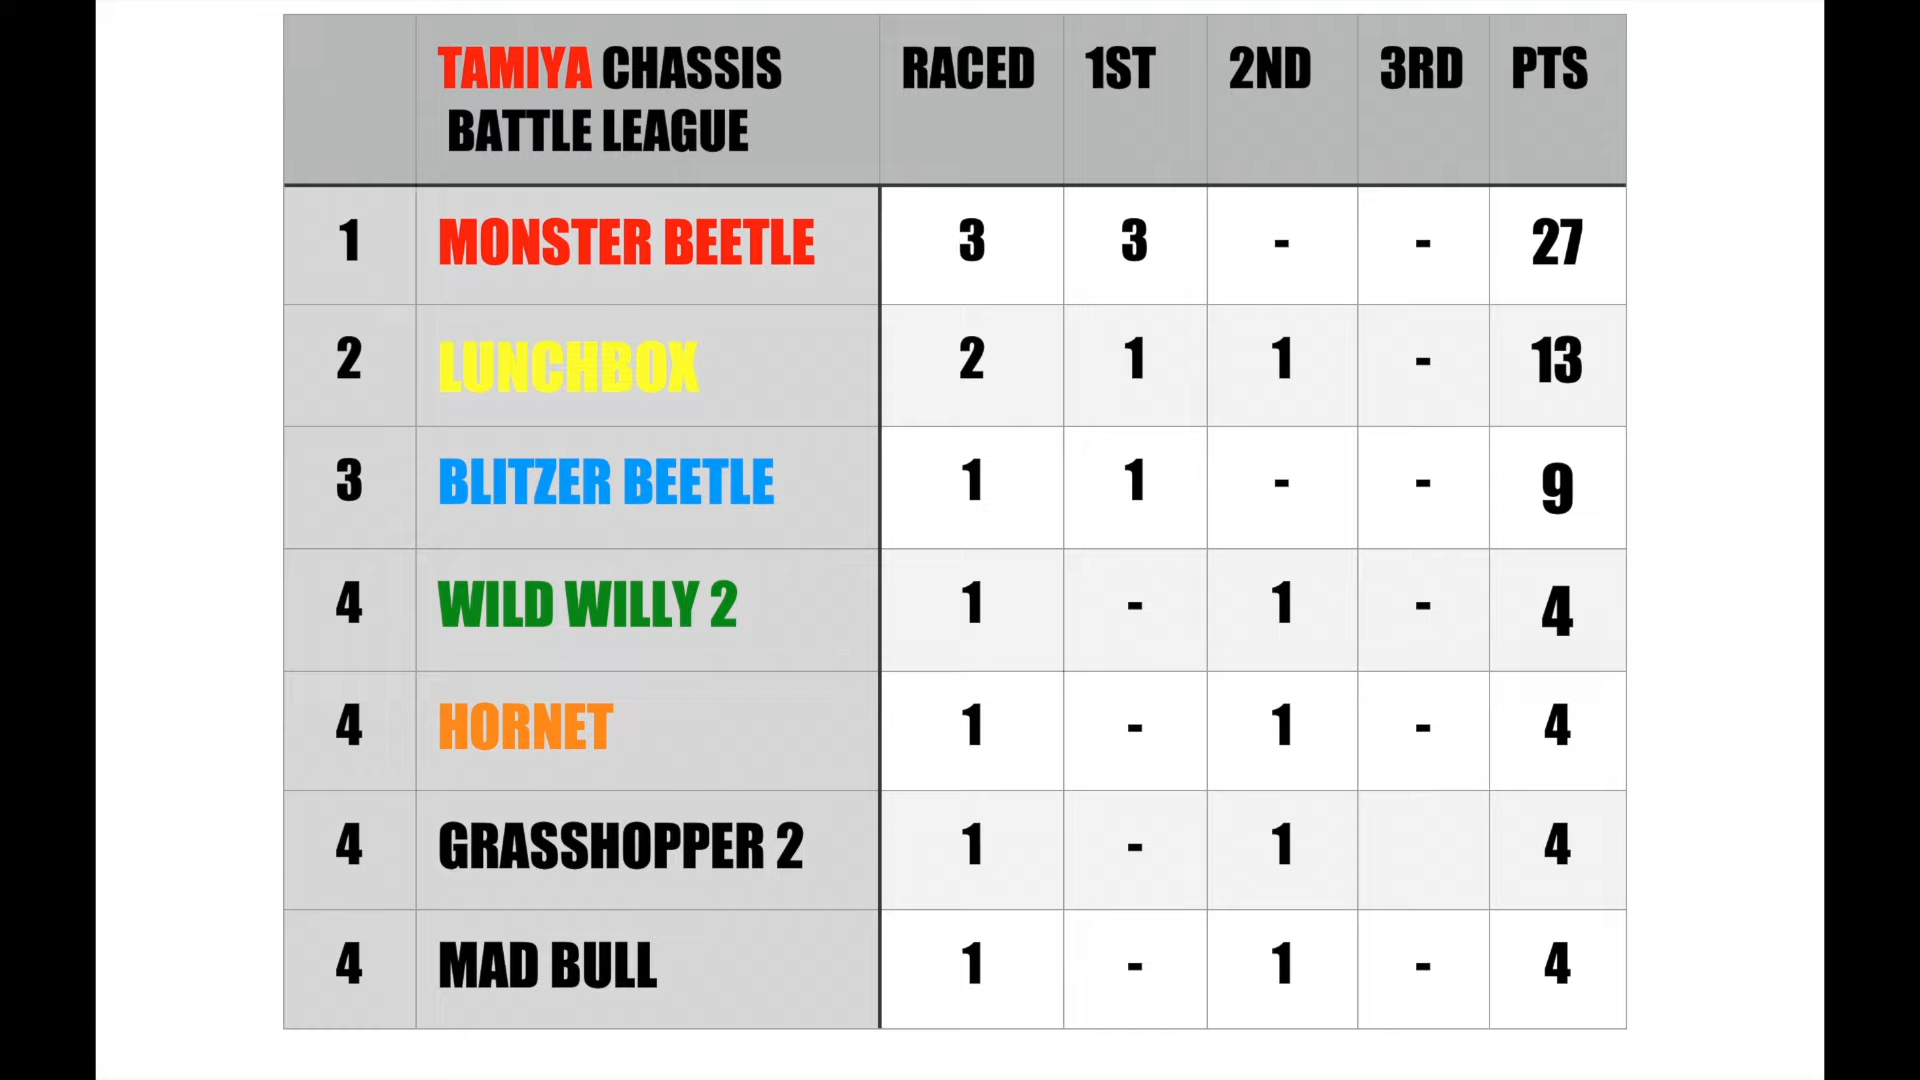 TAMIYA CHASSIS BATTLE LEAGUE RACED 1ST 2ND 3RD PTS
1 MONSTER BEETLE 3 3 - - 27
2 LUNCHBOX 2 1 1 - 13
3 BLITZER BEETLE 1 1 - - 9
4 WILD WILLY 2 1 - 1 - 4
4 HORNET 1 - 1 - 4
4 GRASSHOPPER 2 1 - 1 4
4 MAD BULL 1 - 1 - 4